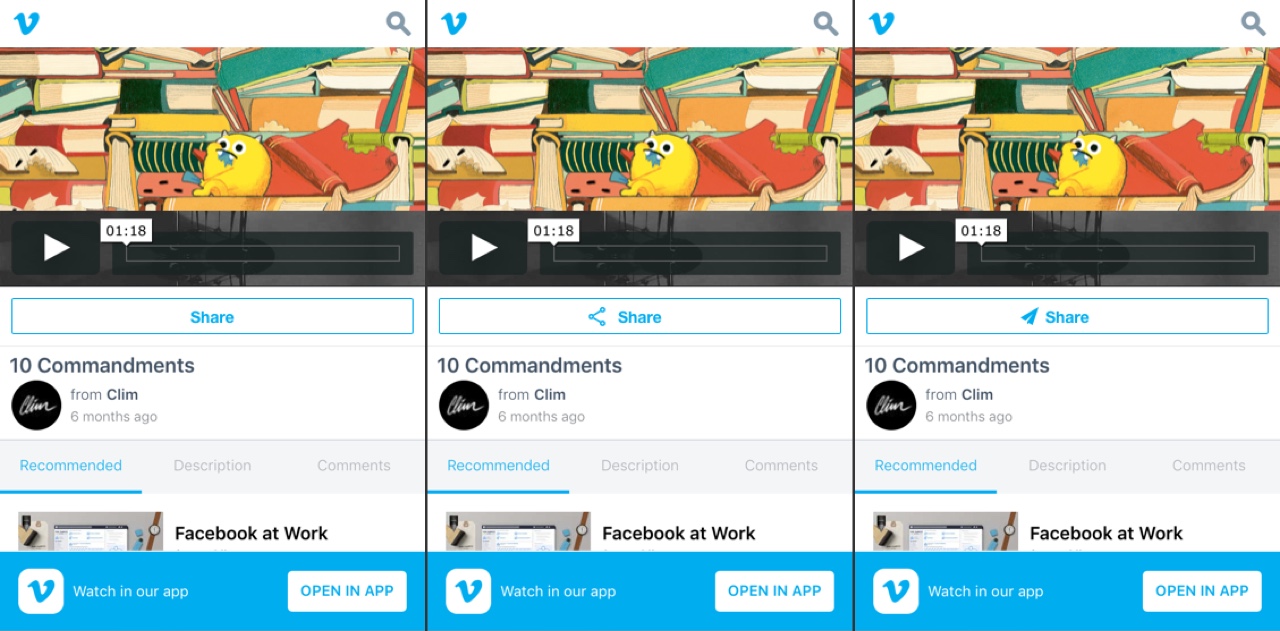 01:18
Share
10 Commandments
Clim
from Clim
6 months ago
Recommended Description Comments
Facebook at Work
Watch in our app
OPEN IN APP
01:18
Share
10 Commandments
Clim
from Clim
6 months ago
Recommended Description Comments
Facebook at Work
Watch in our app
OPEN IN APP
01:18
Share
10 Commandments
Clim
from Clim
6 months ago
Recommended Description Comments
Facebook at Work
Watch in our app
OPEN IN APP